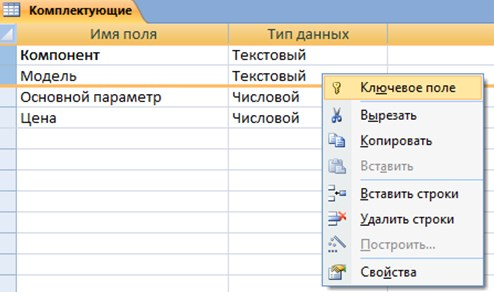 Комплектующие
Имя поля Тип данных
Компонент Текстовый
Модель Текстовый
Основной параметр Числовой
Цена Числовой
Ключевое поле
Вырезать
Копировать
Вставить
Вставить строки
Удалить строки
Построить...
Свойства